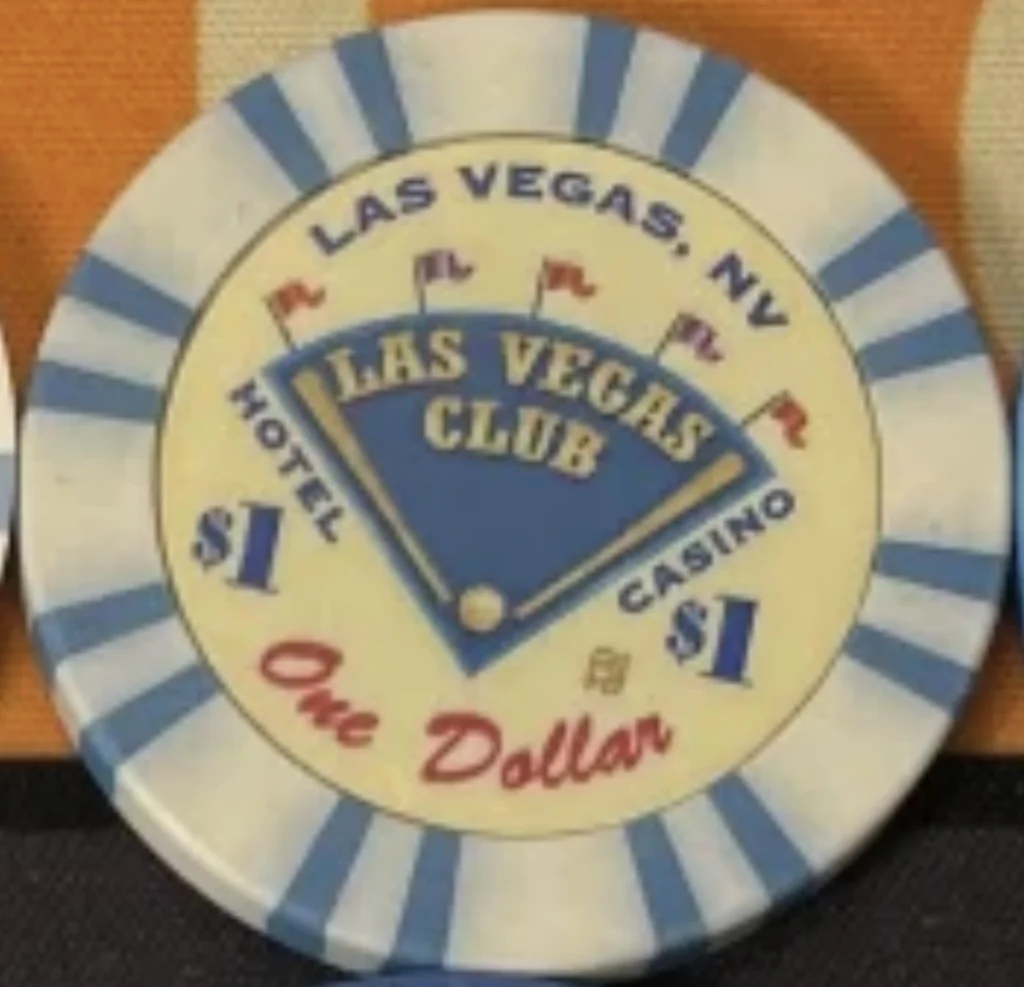 LAS VEGAS, NV
LAS VEGAS
CLUB
HOTEL
CASINO
$1
$1
One Dollar